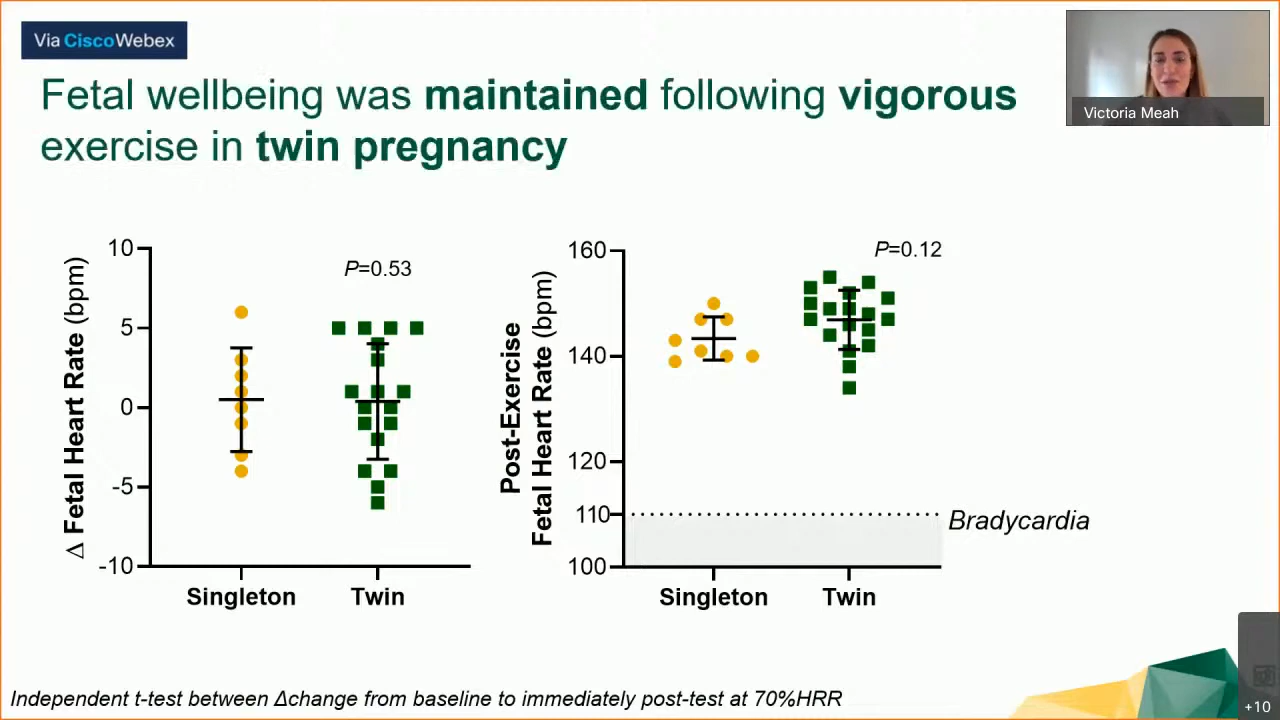 Via CiscoWebex
Victoria Meah
Fetal wellbeing was maintained following vigorous
exercise in twin pregnancy
Δ Fetal Heart Rate (bpm)
10
5
0
-5
-10
P=0.53
Singleton
Twin
Post-Exercise
Fetal Heart Rate (bpm)
160
140
120
110
100
P=0.12
Bradycardia
Singleton
Twin
Independent t-test between Δchange from baseline to immediately post-test at 70%HRR
+10